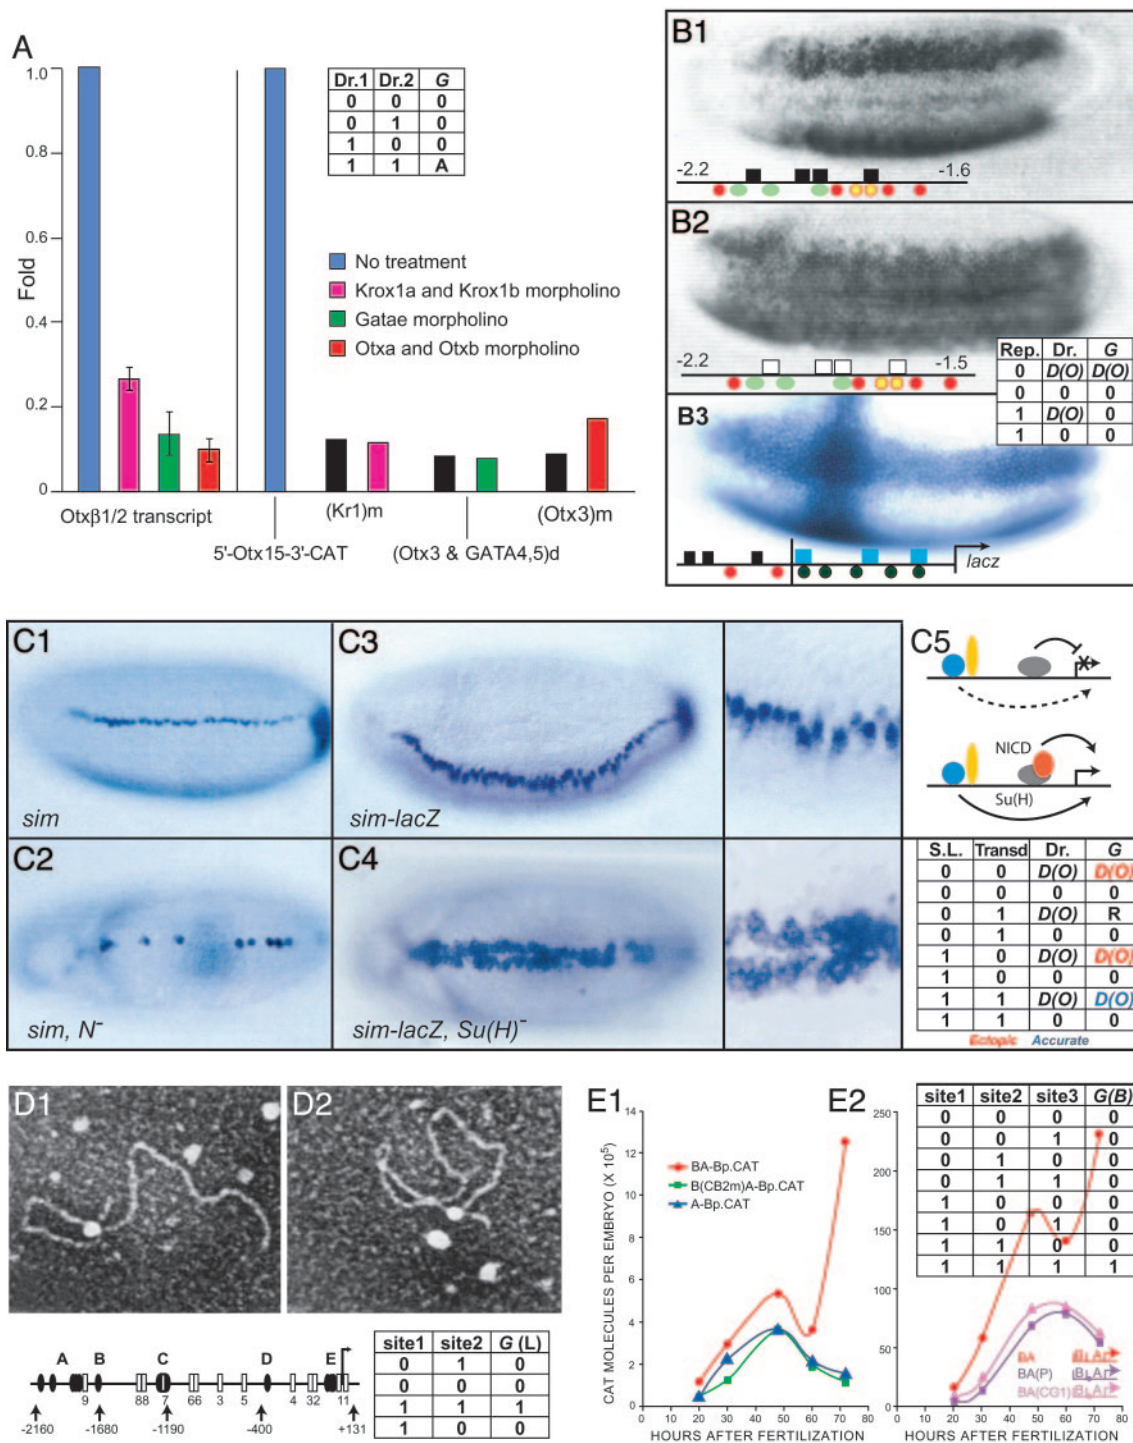 A
1.0
0.8
0.6
0.4
0.2
0
Fold
Dr.1 Dr.2 G
0 0 0
0 1 0
1 0 0
1 1 A
No treatment
Krox1a and Krox1b morpholino
Gatae morpholino
Otxa and Otxb morpholino
Otxβ1/2 transcript
(Kr1)m
(Otx3)m
5'-Otx15-3'-CAT
(Otx3 & GATA4,5)d
B1
-2.2
-1.6
B2
-2.2
-1.5
Rep. Dr. G
0 D(O) D(O)
0 0 0
1 D(O) 0
1 0 0
B3
lacz
C1
sim
C3
sim-lacZ
C2
sim, N-
C4
sim-lacZ, Su(H)-
C5
NICD
Su(H)
S.L. Transd Dr. G
0 0 D(O) D(O)
0 0 0 0
0 1 D(O) R
0 1 0 0
1 0 D(O) D(O)
1 0 0 0
1 1 D(O) D(O)
1 1 0 0
Ectopic Accurate
D1
D2
A B C D E
9 88 7 66 3 5 4 32 11
-2160 -1680 -1190 -400 +131
site1 site2 G (L)
0 1 0
0 0 0
1 1 1
1 0 0
E1
14
12
10
8
6
4
2
0
CAT MOLECULES PER EMBRYO (X 10⁵)
BA-Bp.CAT
B(CB2m)A-Bp.CAT
A-Bp.CAT
0 10 20 30 40 50 60 70 80
HOURS AFTER FERTILIZATION
E2
250
200
150
100
50
0
site1 site2 site3 G(B)
0 0 0 0
0 0 1 0
0 1 0 0
0 1 1 0
1 0 0 0
1 0 1 0
1 1 0 0
1 1 1 1
BA B A
BA(P) B A
BA(CG1) B A
0 20 40 60 80
HOURS AFTER FERTILIZATION